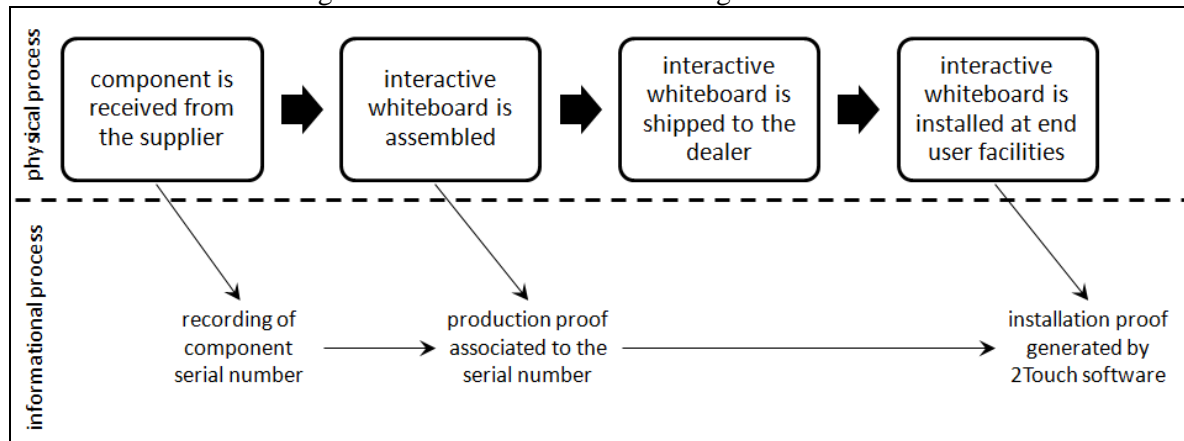 physical process
component is
received from
the supplier
interactive
whiteboard is
assembled
interactive
whiteboard is
shipped to the
dealer
interactive
whiteboard is
installed at end
user facilities
informational process
recording of
component
serial number
production proof
associated to the
serial number
installation proof
generated by
2Touch software